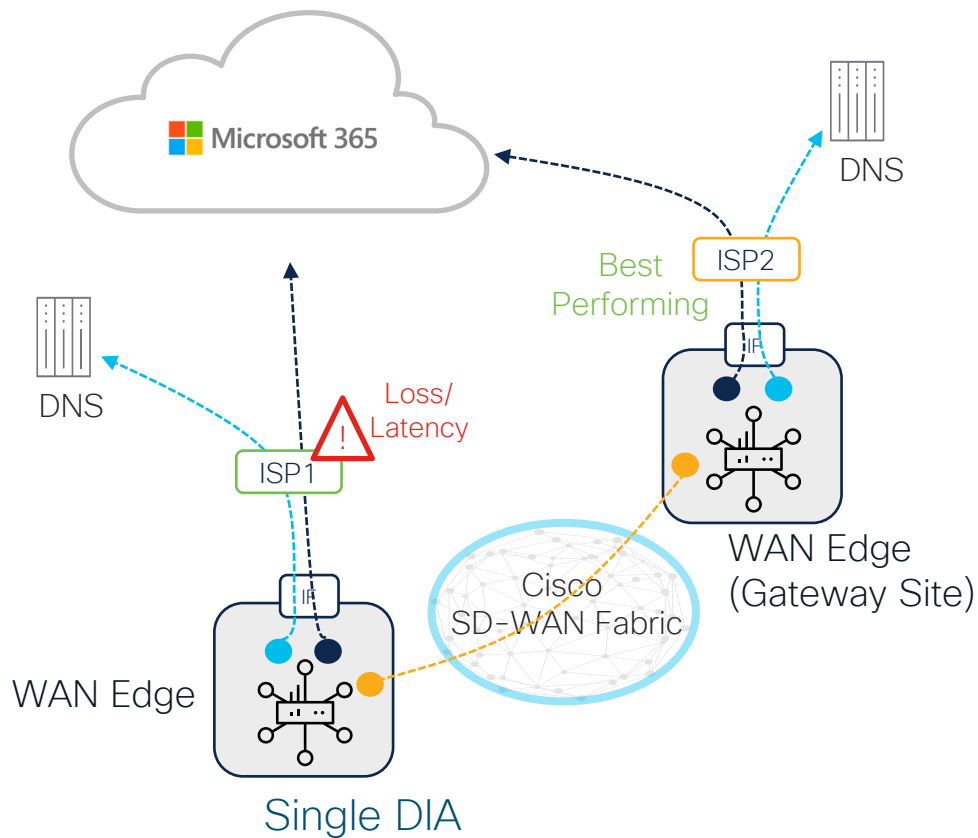 Microsoft 365
DNS
ISP2
Best
Performing
IF
DNS
Loss/
Latency
!
ISP1
WAN Edge
(Gateway Site)
Cisco
SD-WAN Fabric
IF
WAN Edge
Single DIA